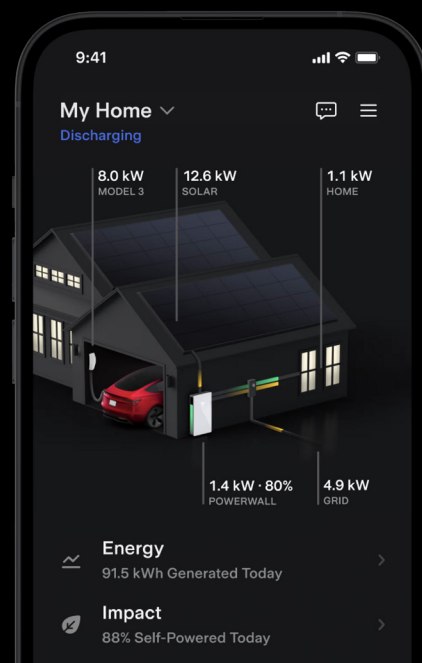 9:41
My Home
Discharging
8.0 kW
MODEL 3
12.6 kW
SOLAR
1.1 kW
HOME
1.4 kW · 80%
POWERWALL
4.9 kW
GRID
Energy
91.5 kWh Generated Today
Impact
88% Self-Powered Today